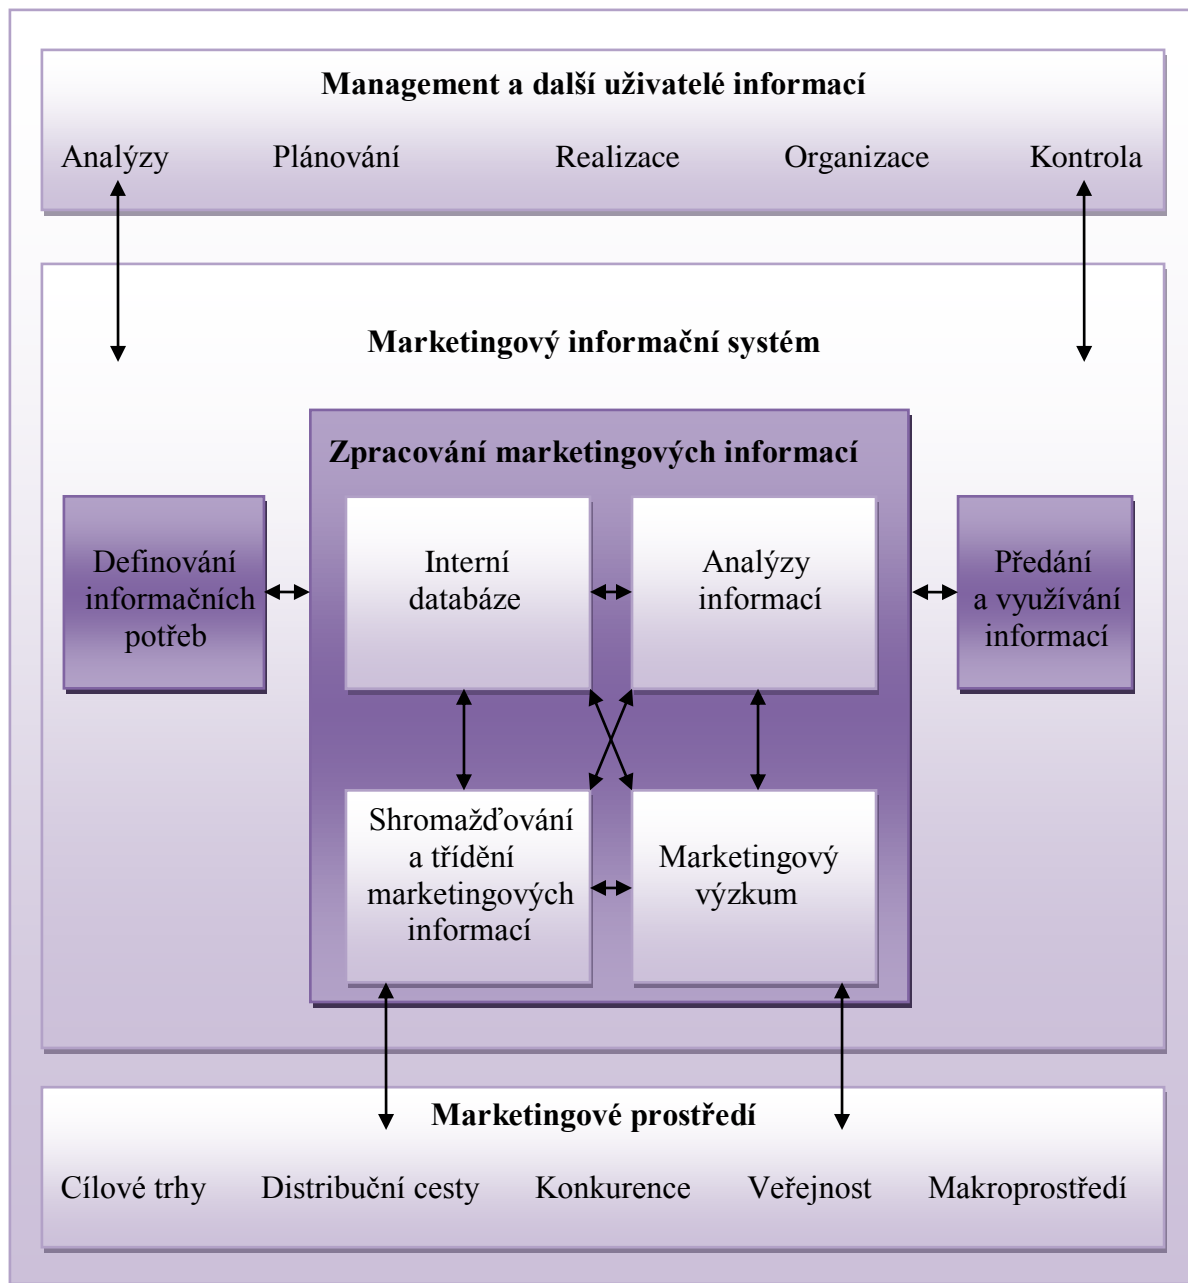 Management a další uživatelé informací
Analýzy Plánování Realizace Organizace Kontrola
Marketingový informační systém
Zpracování marketingových informací
Definování
informačních
potřeb
Interní
databáze
Analýzy
informací
Předání
a využívání
informací
Shromažďování
a třídění
marketingových
informací
Marketingový
výzkum
Marketingové prostředí
Cílové trhy Distribuční cesty Konkurence Veřejnost Makroprostředí